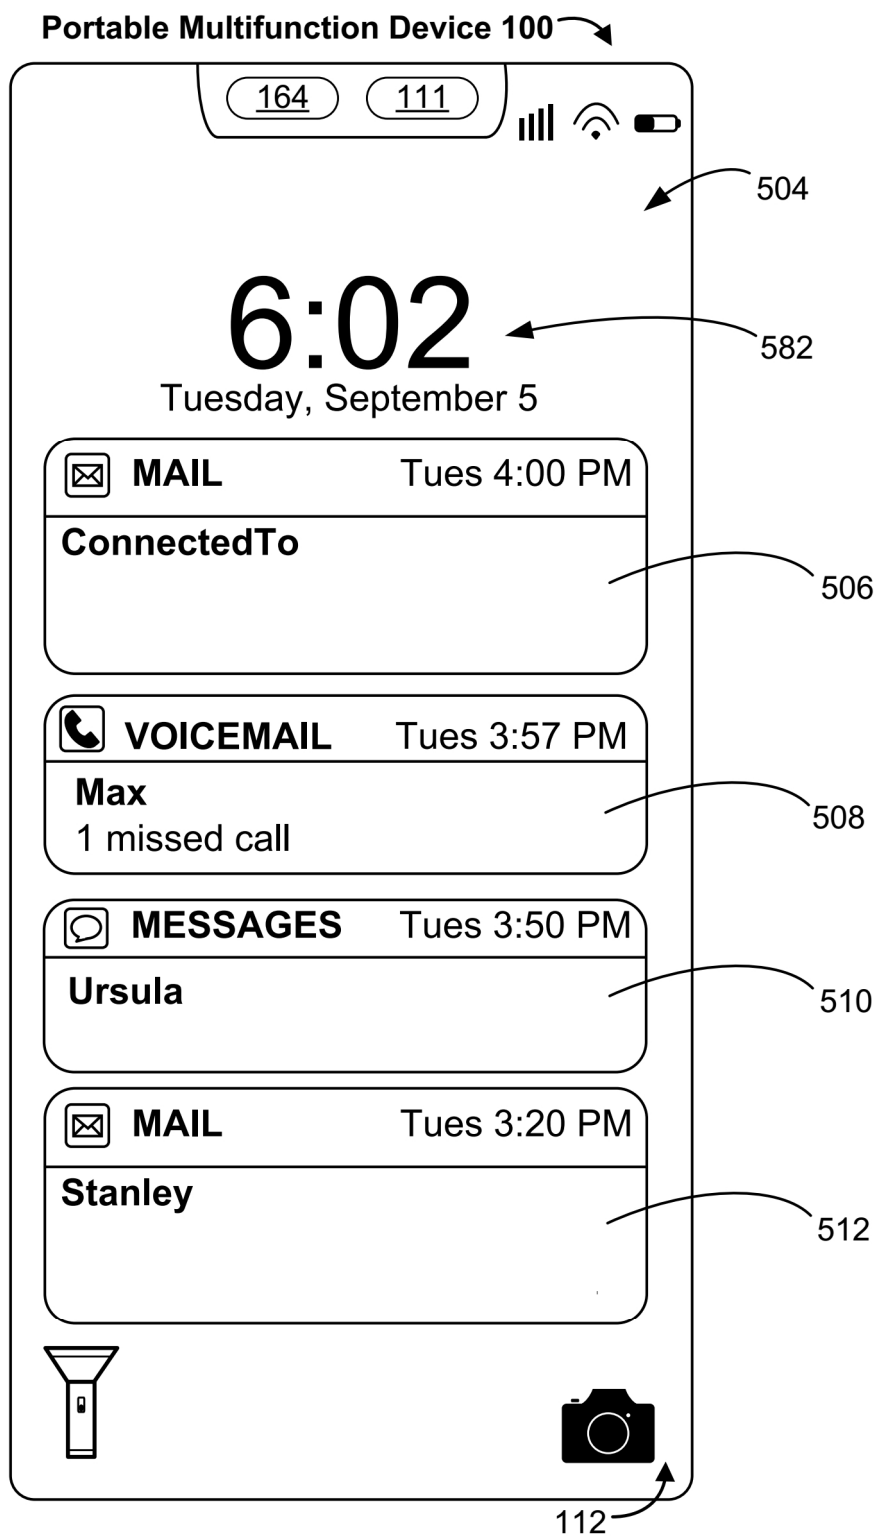 Portable Multifunction Device 100
164 111
504
6:02
582
Tuesday, September 5
MAIL Tues 4:00 PM
ConnectedTo
506
VOICEMAIL Tues 3:57 PM
Max
508
1 missed call
MESSAGES Tues 3:50 PM
Ursula
510
MAIL Tues 3:20 PM
Stanley
512
112